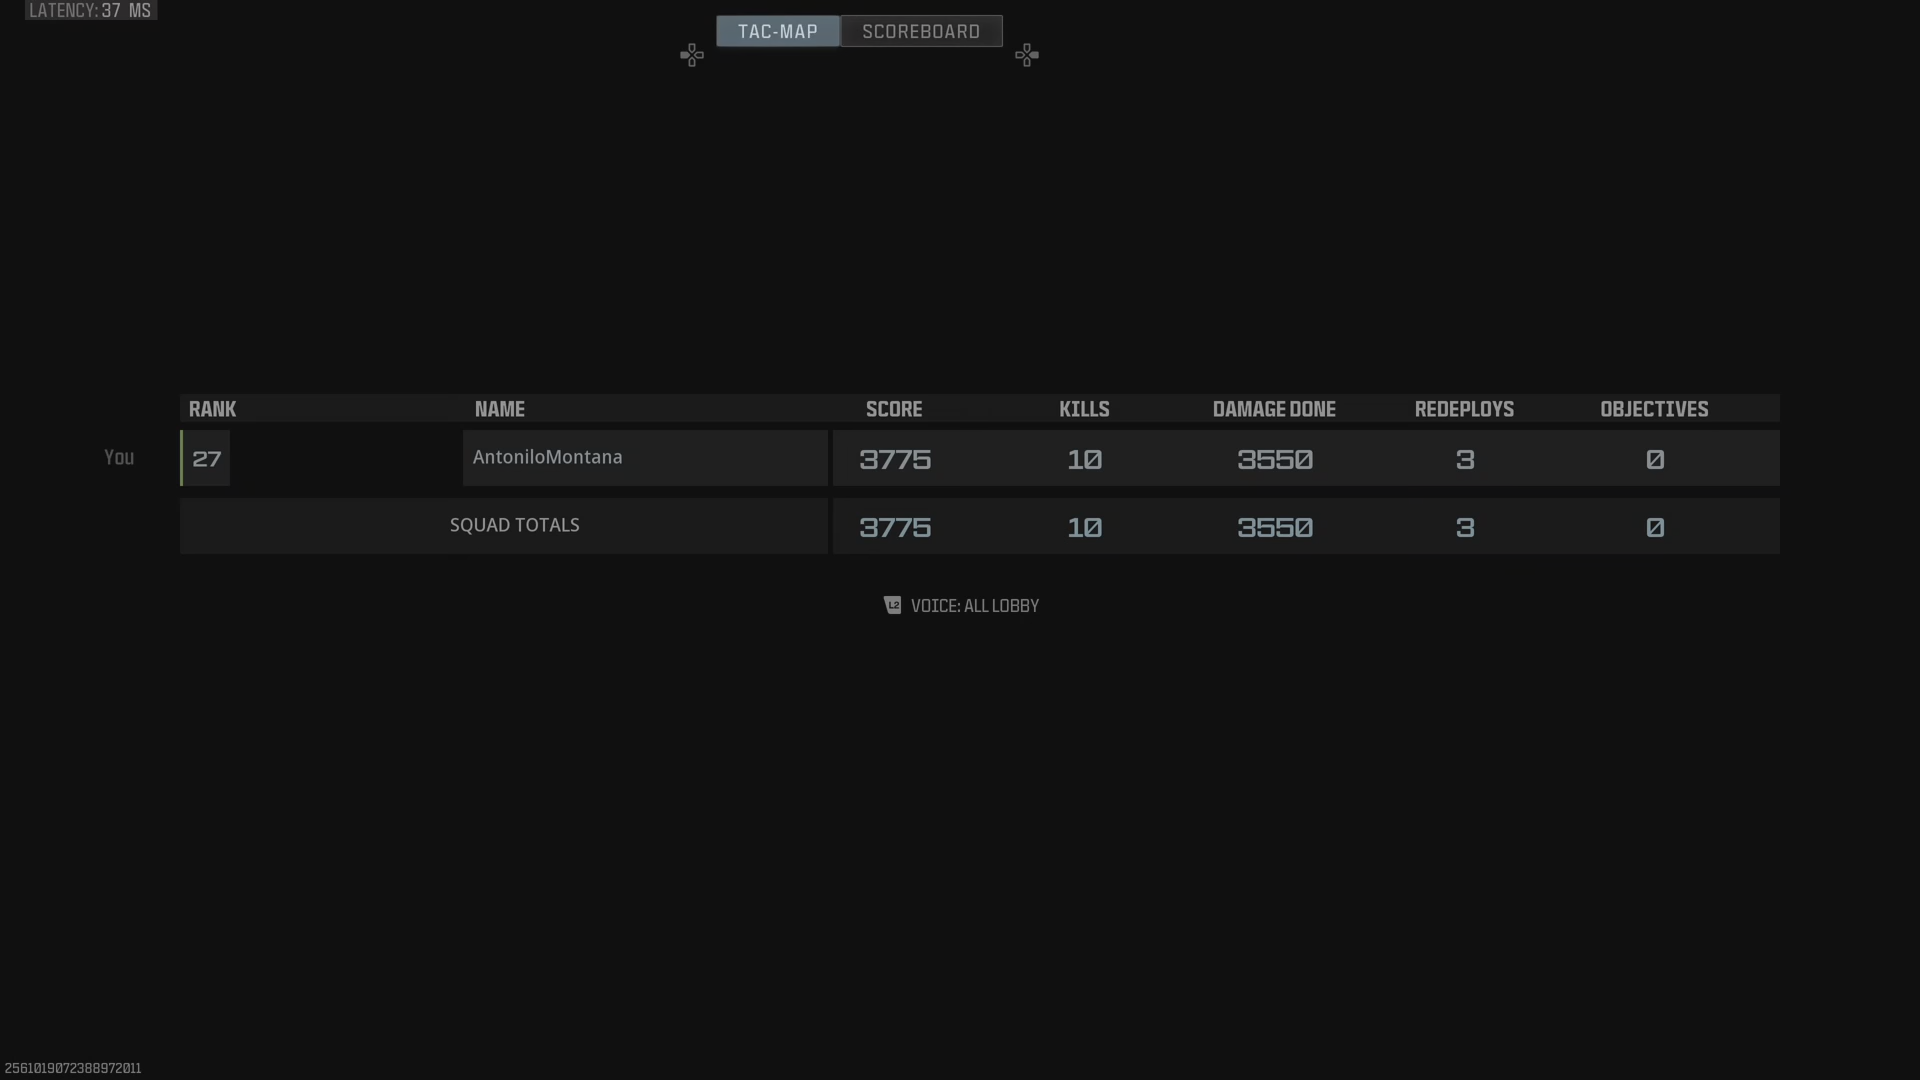 LATENCY: 37 MS
TAC-MAP SCOREBOARD
RANK NAME SCORE KILLS DAMAGE DONE REDEPLOYS OBJECTIVES
You 27 AntoniloMontana 3775 10 3550 3 0
SQUAD TOTALS 3775 10 3550 3 0
L2 VOICE: ALL LOBBY
2561019072388972011